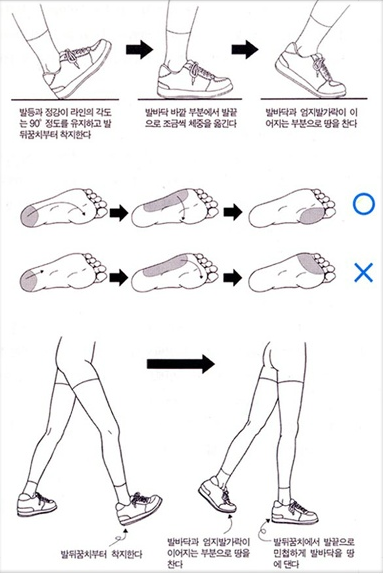 발등과 정강이 라인의 각도
는 90° 정도를 유지하고 발
뒤꿈치부터 착지한다
발바닥 바깥 부분에서 발끝
으로 조금씩 체중을 옮긴다
발바닥과 엄지발가락이 이
어지는 부분으로 땅을 찬다
발뒤꿈치부터 착지한다
발바닥과 엄지발가락이
이어지는 부분으로 땅을
찬다
발뒤꿈치에서 발끝으로
민첩하게 발바닥을 땅
에 댄다